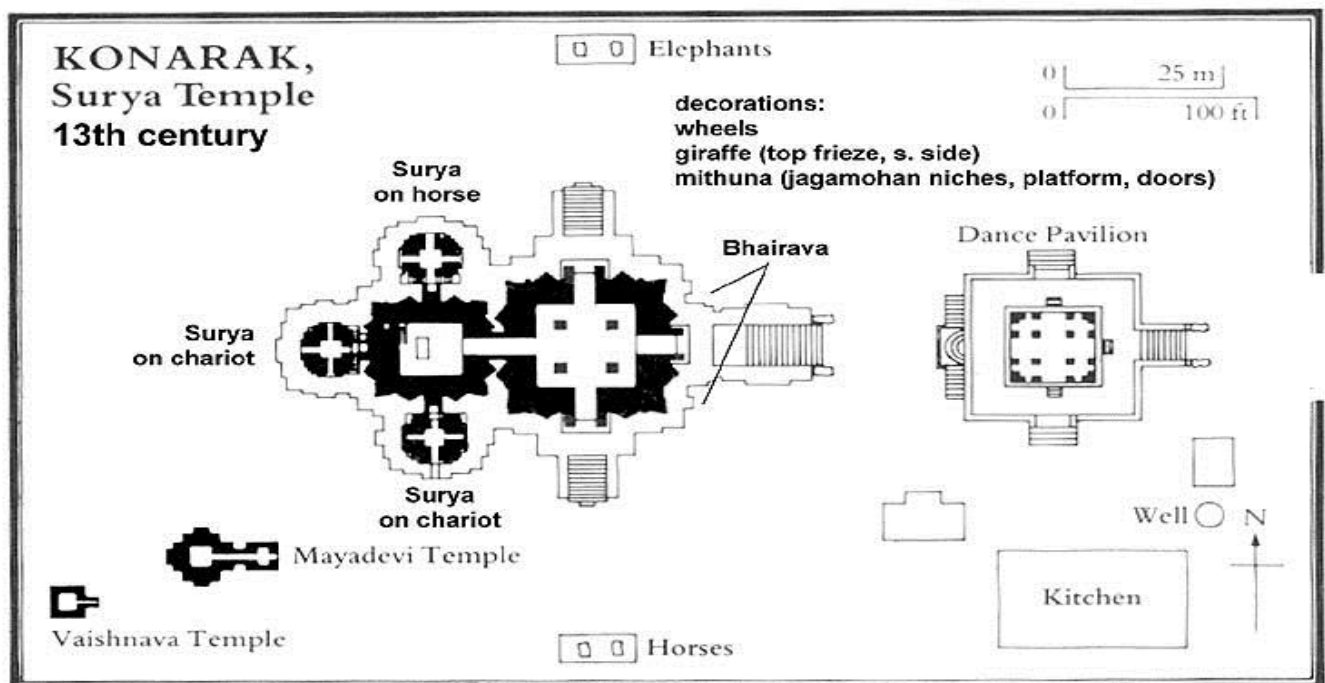 KONARAK,
Surya Temple
13th century
Elephants
0 25 m
0 100 ft
decorations:
wheels
giraffe (top frieze, s. side)
mithuna (jagamohan niches, platform, doors)
Surya
on horse
Bhairava
Dance Pavilion
Surya
on chariot
Surya
on chariot
Well
N
Mayadevi Temple
Kitchen
Vaishnava Temple
Horses